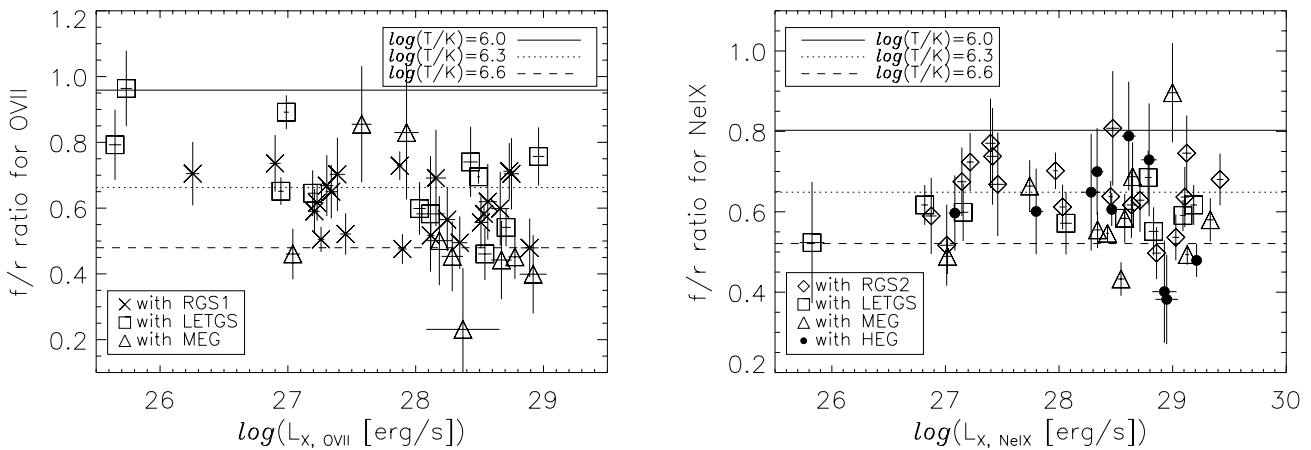 f/r ratio for OVII
1.2
1.0
0.8
0.6
0.4
0.2
log(T/K)=6.0
log(T/K)=6.3
log(T/K)=6.6
with RGS1
with LETGS
with MEG
26 27 28 29
log(L_X, OVII [erg/s])
f/r ratio for NeIX
1.0
0.8
0.6
0.4
0.2
log(T/K)=6.0
log(T/K)=6.3
log(T/K)=6.6
with RGS2
with LETGS
with MEG
with HEG
26 27 28 29 30
log(L_X, NeIX [erg/s])